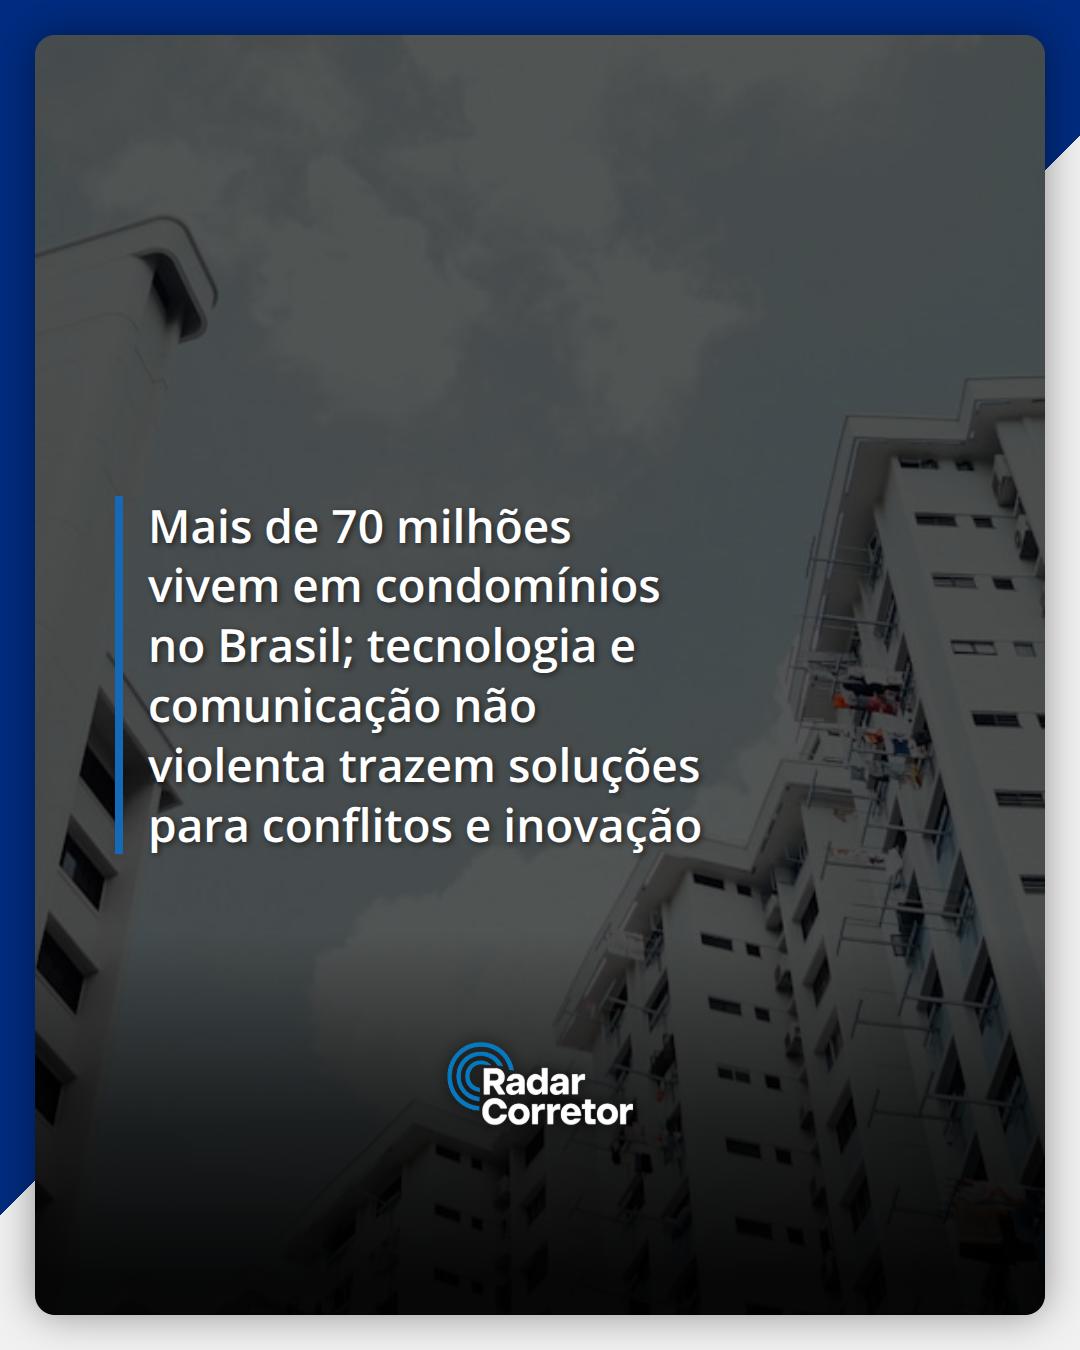 Mais de 70 milhões
vivem em condomínios
no Brasil; tecnologia e
comunicação não
violenta trazem soluções
para conflitos e inovação
Radar
Corretor